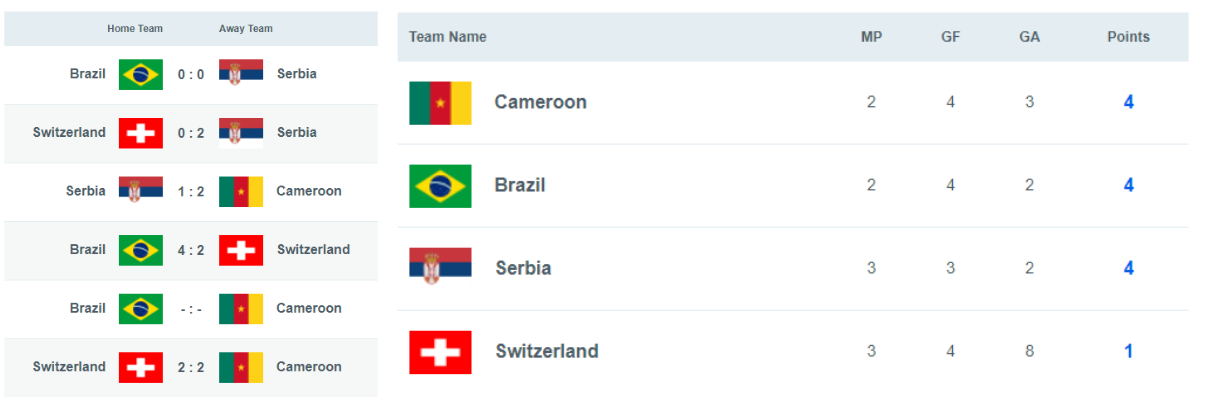 Home Team Away Team
Brazil 0 : 0 Serbia
Switzerland 0 : 2 Serbia
Serbia 1 : 2 Cameroon
Brazil 4 : 2 Switzerland
Brazil - : - Cameroon
Switzerland 2 : 2 Cameroon
Team Name MP GF GA Points
Cameroon 2 4 3 4
Brazil 2 4 2 4
Serbia 3 3 2 4
Switzerland 3 4 8 1